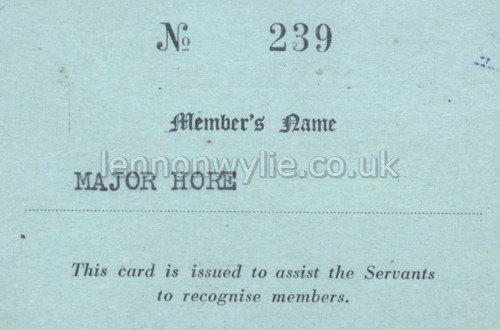 № 239
Member's Name
lennonwylie.co.uk
MAJOR HORE
This card is issued to assist the Servants
to recognise members.